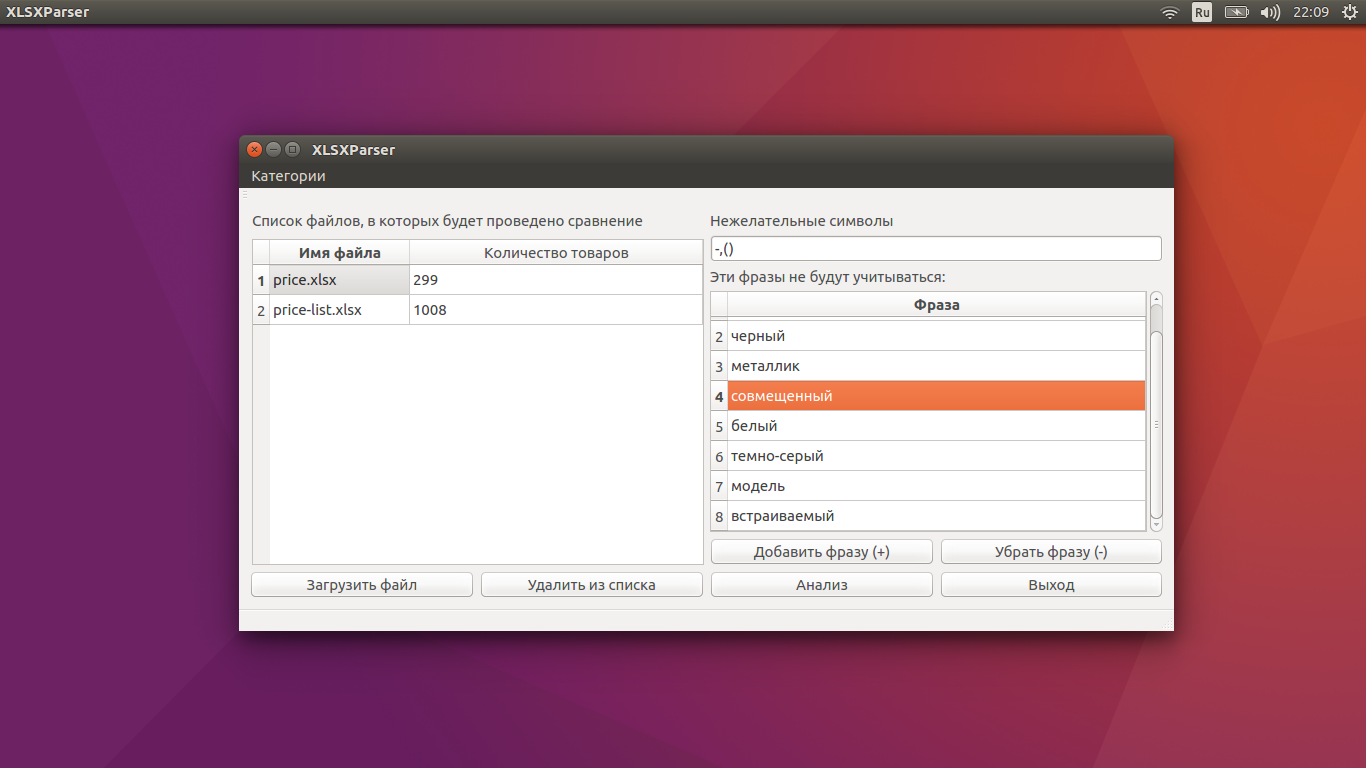 XLSXParser
Ru
22:09
XLSXParser
Категории
Список файлов, в которых будет проведено сравнение
Имя файла Количество товаров
1 price.xlsx 299
2 price-list.xlsx 1008
Нежелательные символы
-,()
Эти фразы не будут учитываться:
Фраза
2 черный
3 металлик
4 совмещенный
5 белый
6 темно-серый
7 модель
8 встраиваемый
Добавить фразу (+) Убрать фразу (-)
Загрузить файл Удалить из списка Анализ Выход